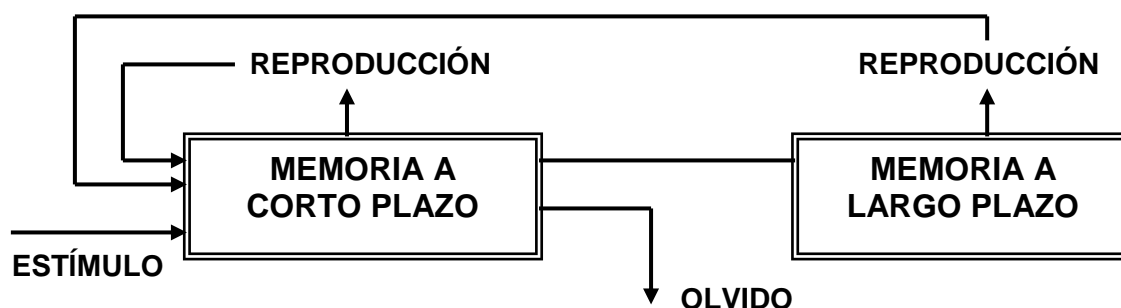 REPRODUCCIÓN
REPRODUCCIÓN
MEMORIA A
CORTO PLAZO
MEMORIA A
LARGO PLAZO
ESTÍMULO
OLVIDO